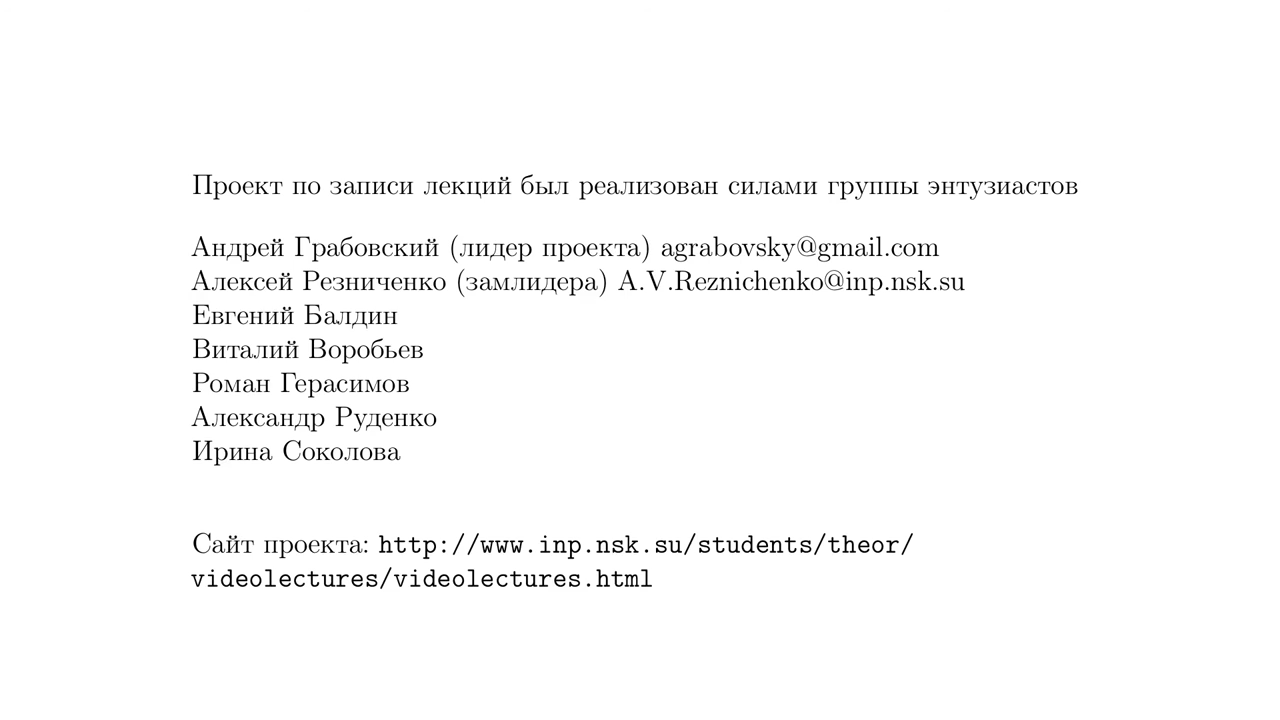 Проект по записи лекций был реализован силами группы энтузиастов
Андрей Грабовский (лидер проекта) agrabovsky@gmail.com
Алексей Резниченко (замлидера) A.V.Reznichenko@inp.nsk.su
Евгений Балдин
Виталий Воробьев
Роман Герасимов
Александр Руденко
Ирина Соколова
Сайт проекта: http://www.inp.nsk.su/students/theor/
videolectures/videolectures.html